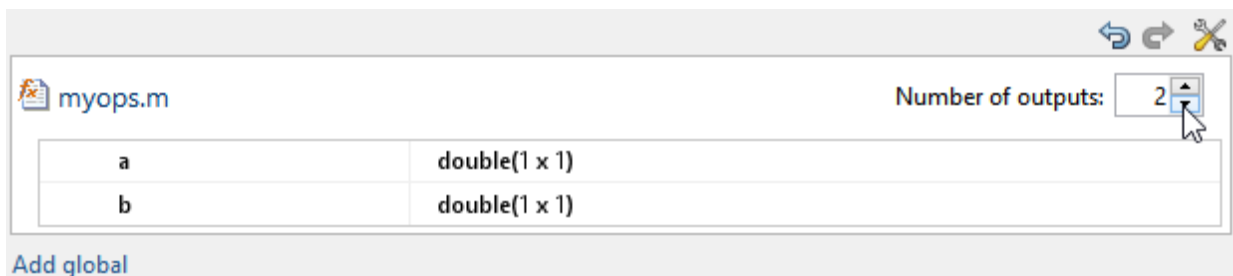 myops.m Number of outputs: 2
a double(1 x 1)
b double(1 x 1)
Add global